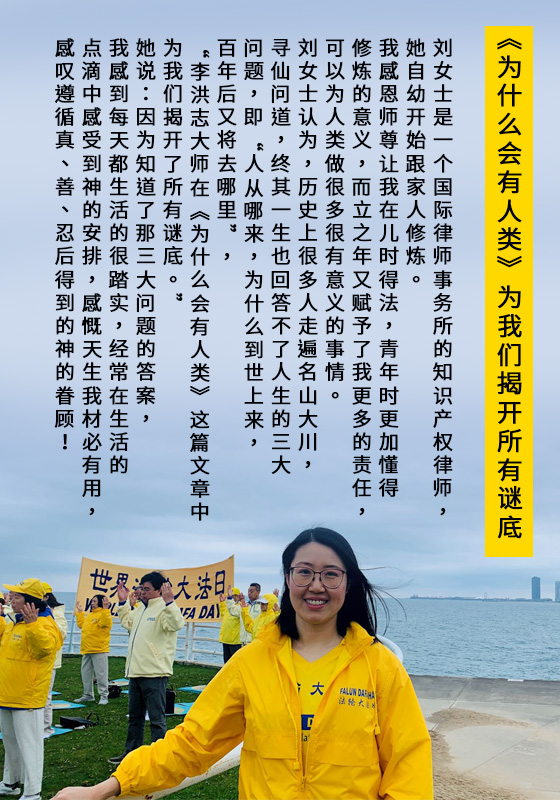 《为什么会有人类》为我们揭开所有谜底
刘女士是一个国际律师事务所的知识产权律师，
她自幼开始跟家人修炼。
我感恩师尊让我在儿时得法，青年时更加懂得
修炼的意义，而立之年又赋予了我更多的责任，
可以为人类做很多很有意义的事情。
刘女士认为，历史上很多人走遍名山大川，
寻仙问道，终其一生也回答不了人生的三大
问题，即“人从哪来，为什么到世上来，
百年后又将去哪里”，
“李洪志大师在《为什么会有人类》这篇文章中
为我们揭开了所有谜底。”
她说：因为知道了那三大问题的答案，
我感到每天都生活的很踏实，经常在生活的
点滴中感受到神的安排，感慨天生我材必有用，
感叹遵循真、善、忍后得到的神的眷顾！
世界 大法日
FA DAY
FALUN DAFA
法轮大
大